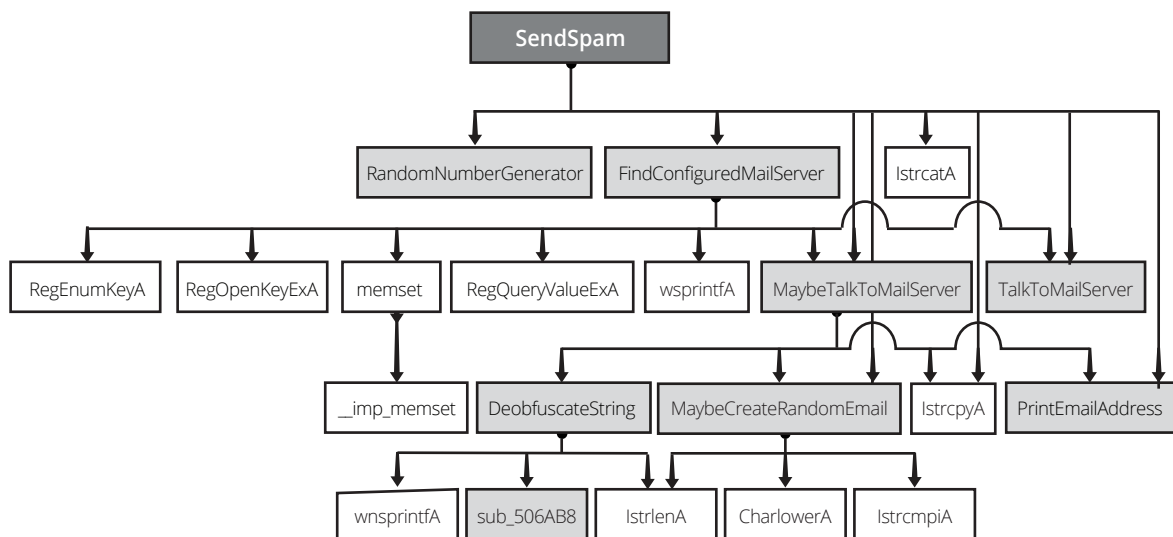 SendSpam
RandomNumberGenerator
FindConfiguredMailServer
lstrcatA
RegEnumKeyA
RegOpenKeyExA
memset
RegQueryValueExA
wsprintfA
MaybeTalkToMailServer
TalkToMailServer
__imp_memset
DeobfuscateString
MaybeCreateRandomEmail
lstrcpyA
PrintEmailAddress
wnsprintfA
sub_506AB8
lstrlenA
CharlowerA
lstrcmpiA